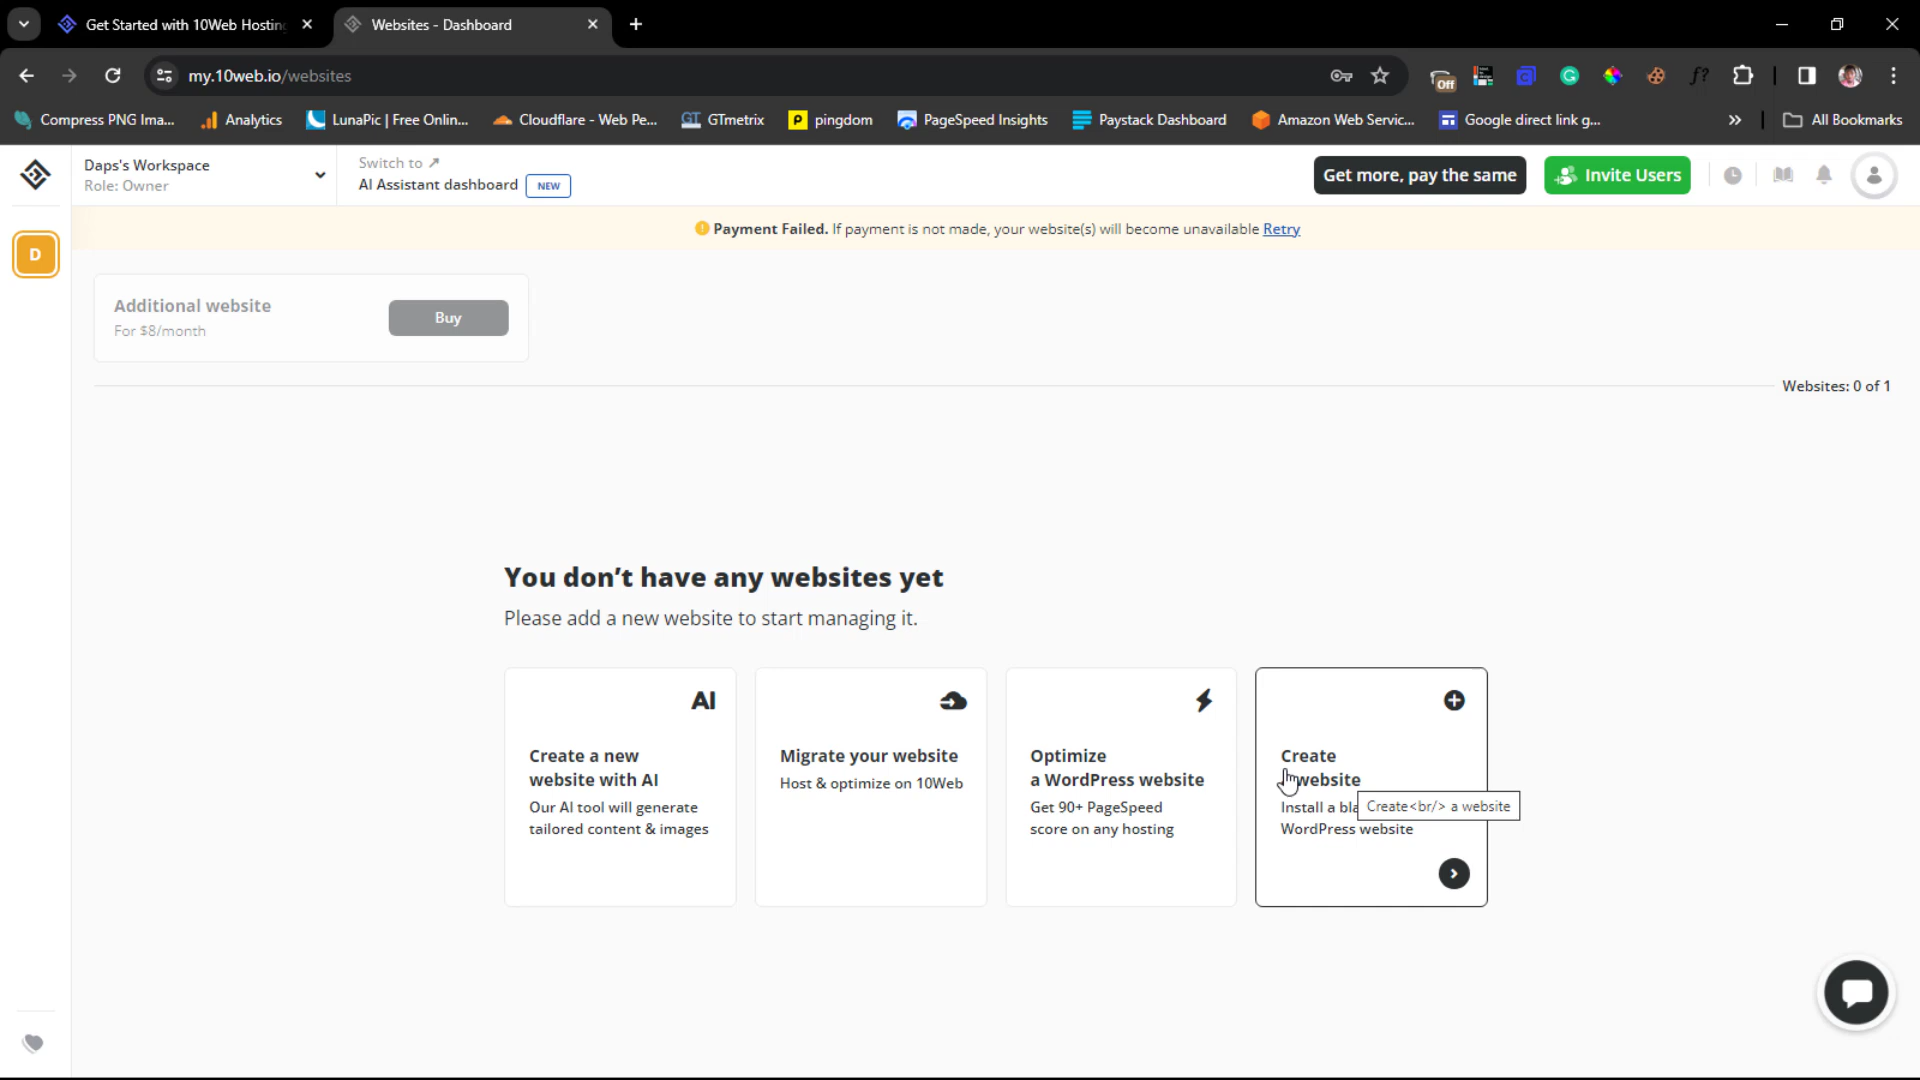 Get Started with 10Web Hostin
Websites - Dashboard
my.10web.io/websites
Off
Compress PNG Ima...
Analytics
LunaPic | Free Onlin...
Cloudflare - Web Pe...
GTmetrix
pingdom
PageSpeed Insights
Paystack Dashboard
Amazon Web Servic...
Google direct link g...
All Bookmarks
Daps's Workspace
Role: Owner
Switch to
AI Assistant dashboard NEW
Get more, pay the same
Invite Users
D
Payment Failed. If payment is not made, your website(s) will become unavailable Retry
Additional website
For $8/month
Buy
Websites: 0 of 1
You don't have any websites yet
Please add a new website to start managing it.
AI
Create a new
website with AI
Our AI tool will generate
tailored content & images
Migrate your website
Host & optimize on 10Web
Optimize
a WordPress website
Get 90+ PageSpeed
score on any hosting
Create
website
Install a
WordPress website
Create<br/> a website